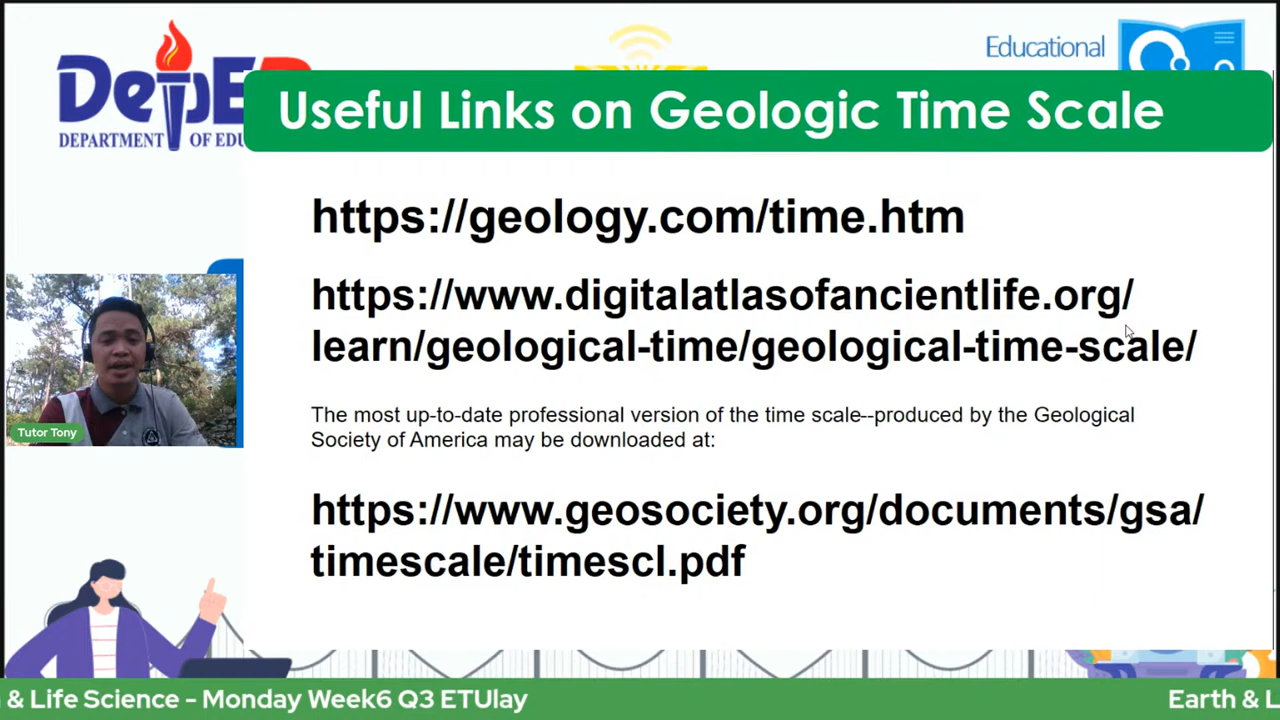 DepED
DEPARTMENT OF EDU
Educational
Useful Links on Geologic Time Scale
https://geology.com/time.htm
https://www.digitalatlasofancientlife.org/
learn/geological-time/geological-time-scale/
The most up-to-date professional version of the time scale--produced by the Geological
Society of America may be downloaded at:
https://www.geosociety.org/documents/gsa/
timescale/timescl.pdf
Tutor Tony
& Life Science - Monday Week6 Q3 ETUlay
Earth & L